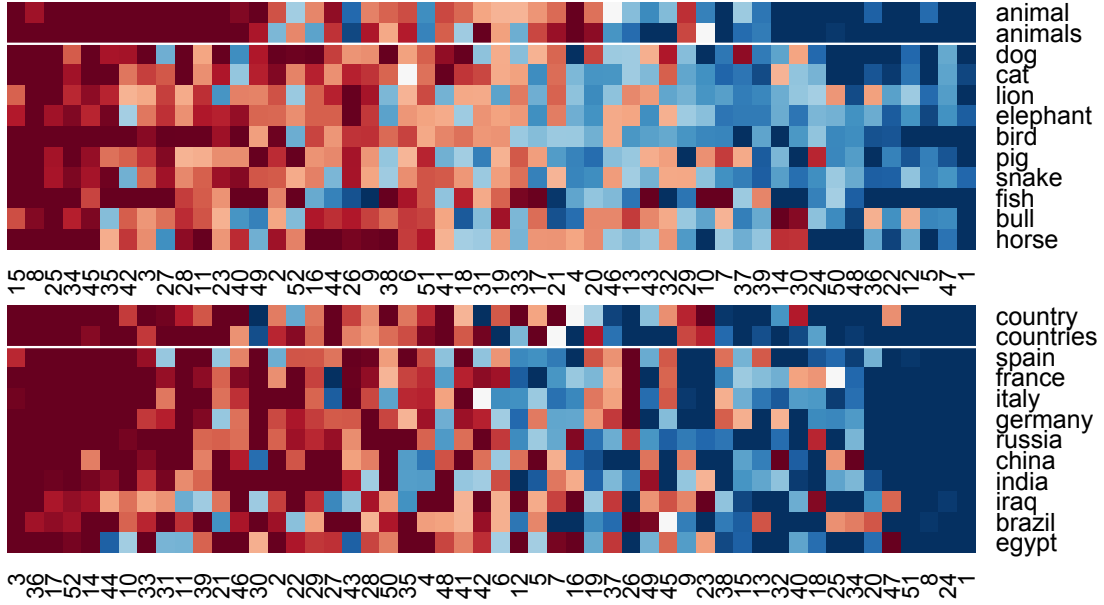 animal
animals
dog
cat
lion
elephant
bird
pig
snake
fish
bull
horse
15 8 25 34 45 35 42 3 27 28 11 23 40 49 2 52 16 44 26 9 38 6 51 41 18 31 19 33 17 21 4 20 46 13 43 32 29 10 7 37 39 14 30 24 50 48 36 22 12 5 47 1
country
countries
spain
france
italy
germany
russia
china
india
iraq
brazil
egypt
3 36 17 52 14 44 10 33 31 11 39 21 46 30 2 22 29 27 43 28 50 35 4 48 41 42 6 12 5 7 16 19 37 26 49 45 9 23 38 15 13 32 40 18 25 34 20 47 51 8 24 1